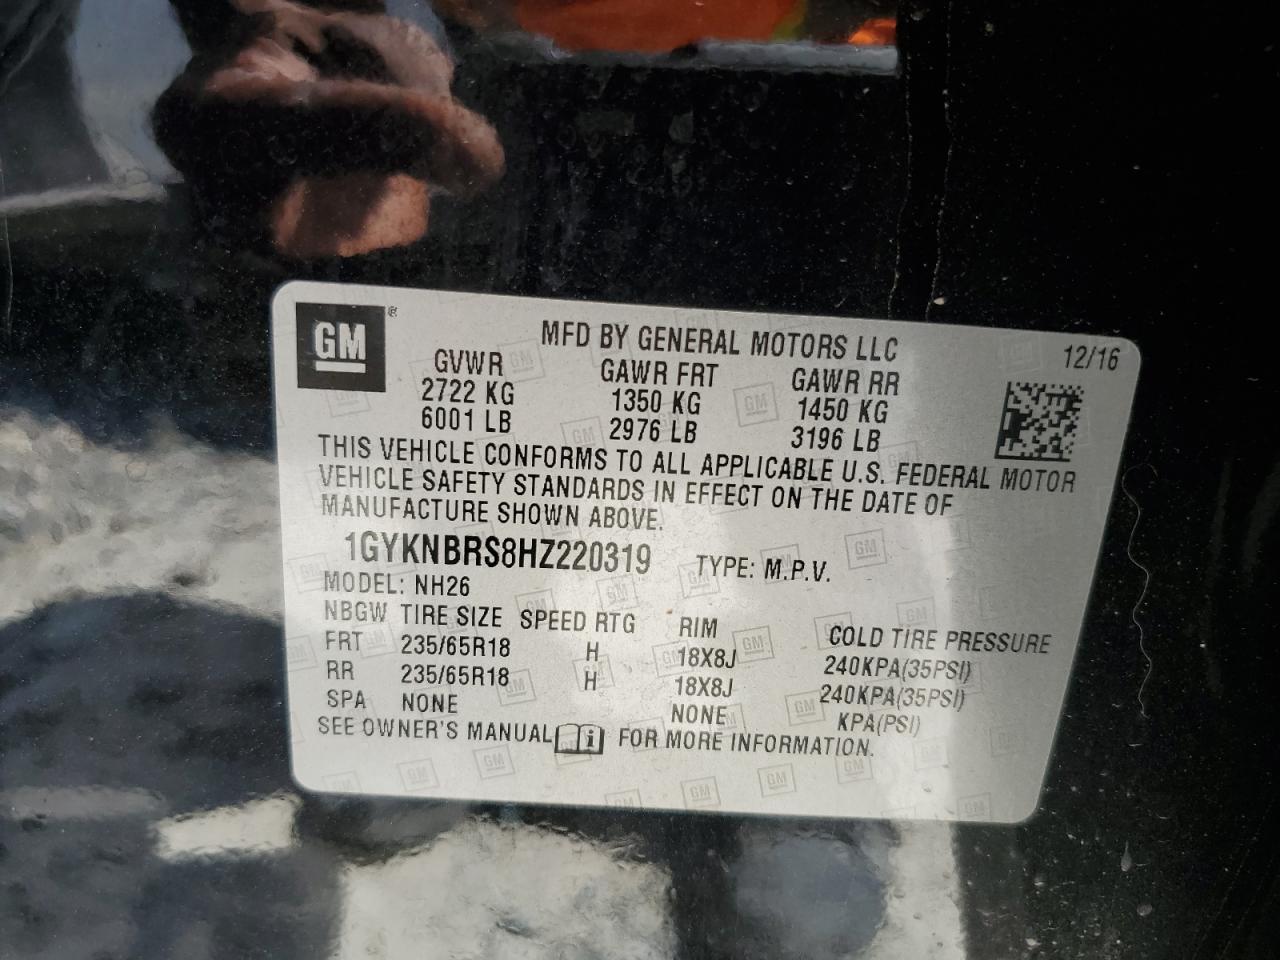 GM ®
MFD BY GENERAL MOTORS LLC 12/16
GVWR GAWR FRT GAWR RR
2722 KG 1350 KG 1450 KG
6001 LB 2976 LB 3196 LB
THIS VEHICLE CONFORMS TO ALL APPLICABLE U.S. FEDERAL MOTOR
VEHICLE SAFETY STANDARDS IN EFFECT ON THE DATE OF
MANUFACTURE SHOWN ABOVE.
1GYKNBRS8HZ220319 TYPE: M.P.V.
MODEL: NH26
NBGW TIRE SIZE SPEED RTG RIM COLD TIRE PRESSURE
FRT 235/65R18 H 18X8J 240KPA(35PSI)
RR 235/65R18 H 18X8J 240KPA(35PSI)
SPA NONE NONE KPA(PSI)
SEE OWNER'S MANUAL i FOR MORE INFORMATION.